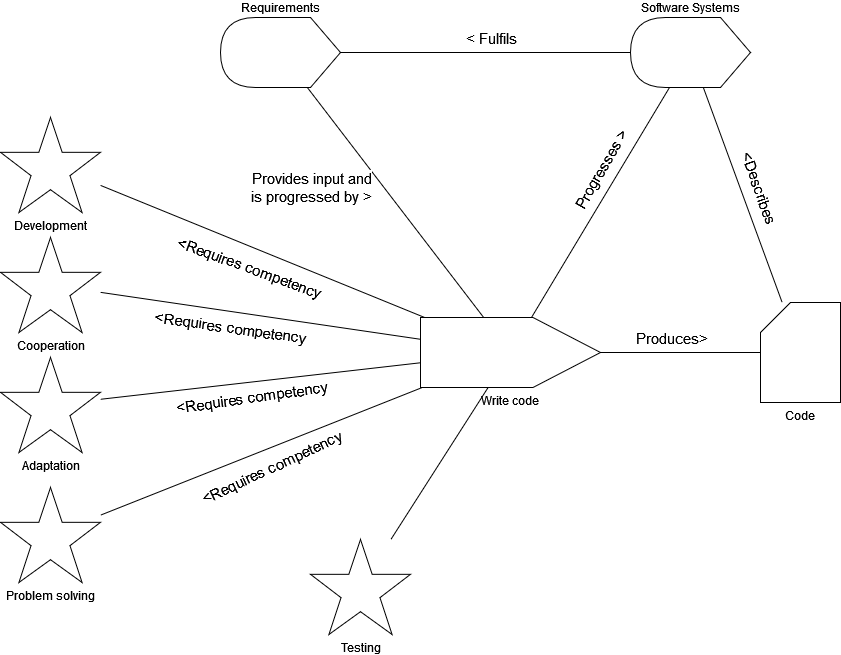 Requirements
Software Systems
< Fulfils
Provides input and
is progressed by >
Progresses >
<Describes
Development
<Requires competency
Cooperation
<Requires competency
Produces>
Write code
Code
Adaptation
<Requires competency
<Requires competency
Problem solving
Testing